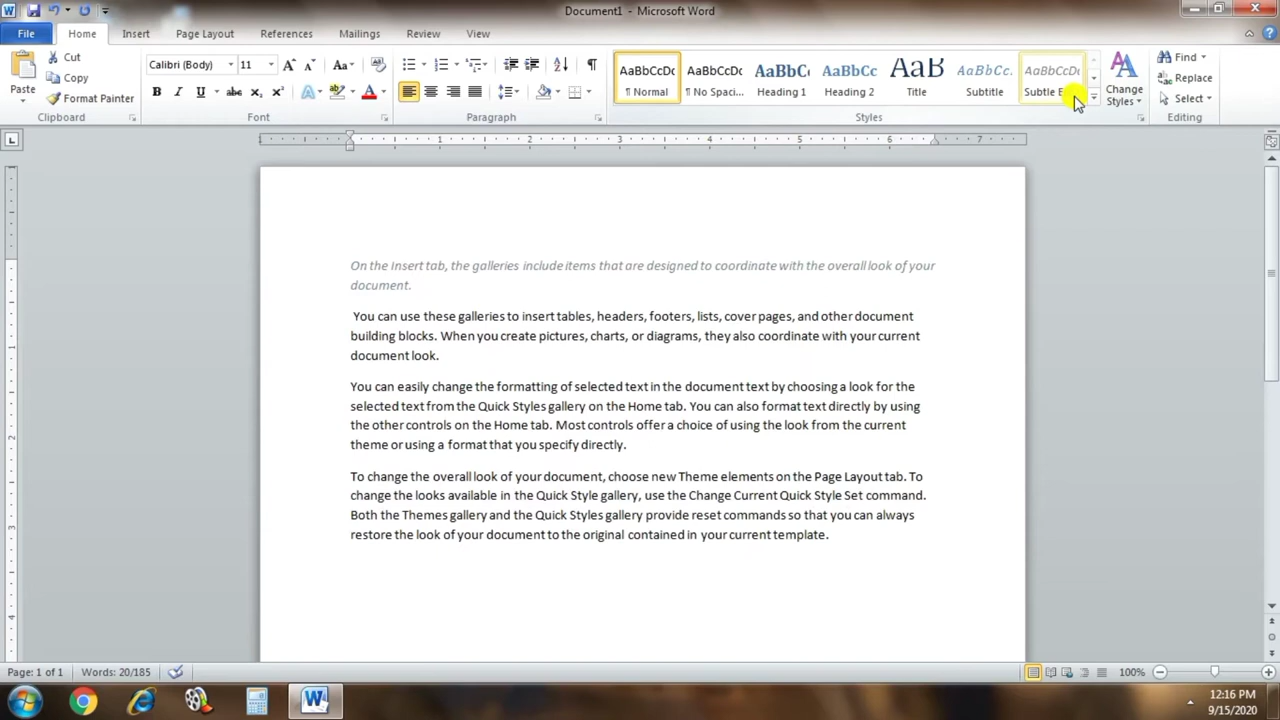 Document1 - Microsoft Word
File Home Insert Page Layout References Mailings Review View
Cut
Copy
Format Painter
Paste
Clipboard
Calibri (Body) 11
Font
Paragraph
AaBbCcDc AaBbCcDc AaBbCc AaBbCc AaB AaBbCc. AaBbCcDc
¶ Normal ¶ No Spaci... Heading 1 Heading 2 Title Subtitle Subtle
Styles
Change
Styles
Find
Replace
Select
Editing
1 2 3 4 5 6 7
On the Insert tab, the galleries include items that are designed to coordinate with the overall look of your
document.
You can use these galleries to insert tables, headers, footers, lists, cover pages, and other document
building blocks. When you create pictures, charts, or diagrams, they also coordinate with your current
document look.
You can easily change the formatting of selected text in the document text by choosing a look for the
selected text from the Quick Styles gallery on the Home tab. You can also format text directly by using
the other controls on the Home tab. Most controls offer a choice of using the look from the current
theme or using a format that you specify directly.
To change the overall look of your document, choose new Theme elements on the Page Layout tab. To
change the looks available in the Quick Style gallery, use the Change Current Quick Style Set command.
Both the Themes gallery and the Quick Styles gallery provide reset commands so that you can always
restore the look of your document to the original contained in your current template.
Page: 1 of 1 Words: 20/185 100%
12:16 PM
9/15/2020